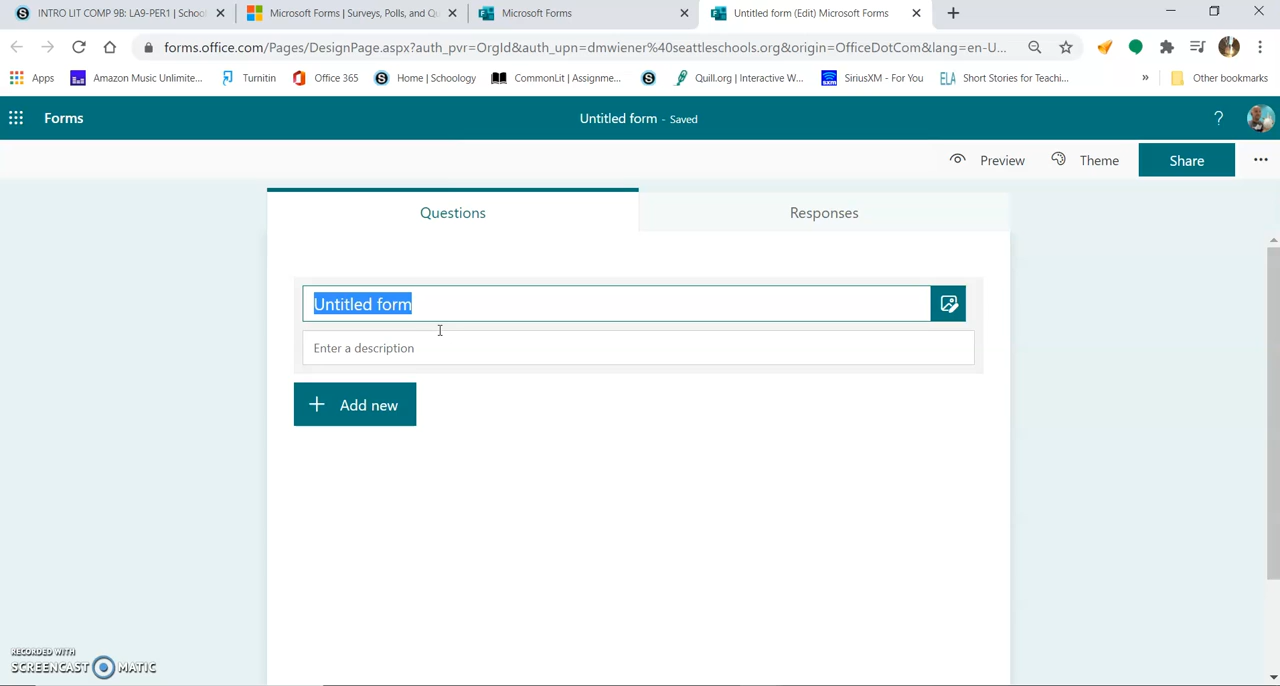 INTRO LIT COMP 9B: LA9-PER1 | School
Microsoft Forms | Surveys, Polls, and Qu
Microsoft Forms
Untitled form (Edit) Microsoft Forms
forms.office.com/Pages/DesignPage.aspx?auth_pvr=OrgId&auth_upn=dmwiener%40seattleschools.org&origin=OfficeDotCom&lang=en-U...
Apps
Amazon Music Unlimite...
Turnitin
Office 365
Home | Schoology
CommonLit | Assignme...
Quill.org | Interactive W...
SiriusXM - For You
ELA Short Stories for Teachi...
»
Other bookmarks
Forms
Untitled form - Saved
?
Preview
Theme
Share
Questions
Responses
Untitled form
Enter a description
Add new
RECORDED WITH
SCREENCAST MATIC